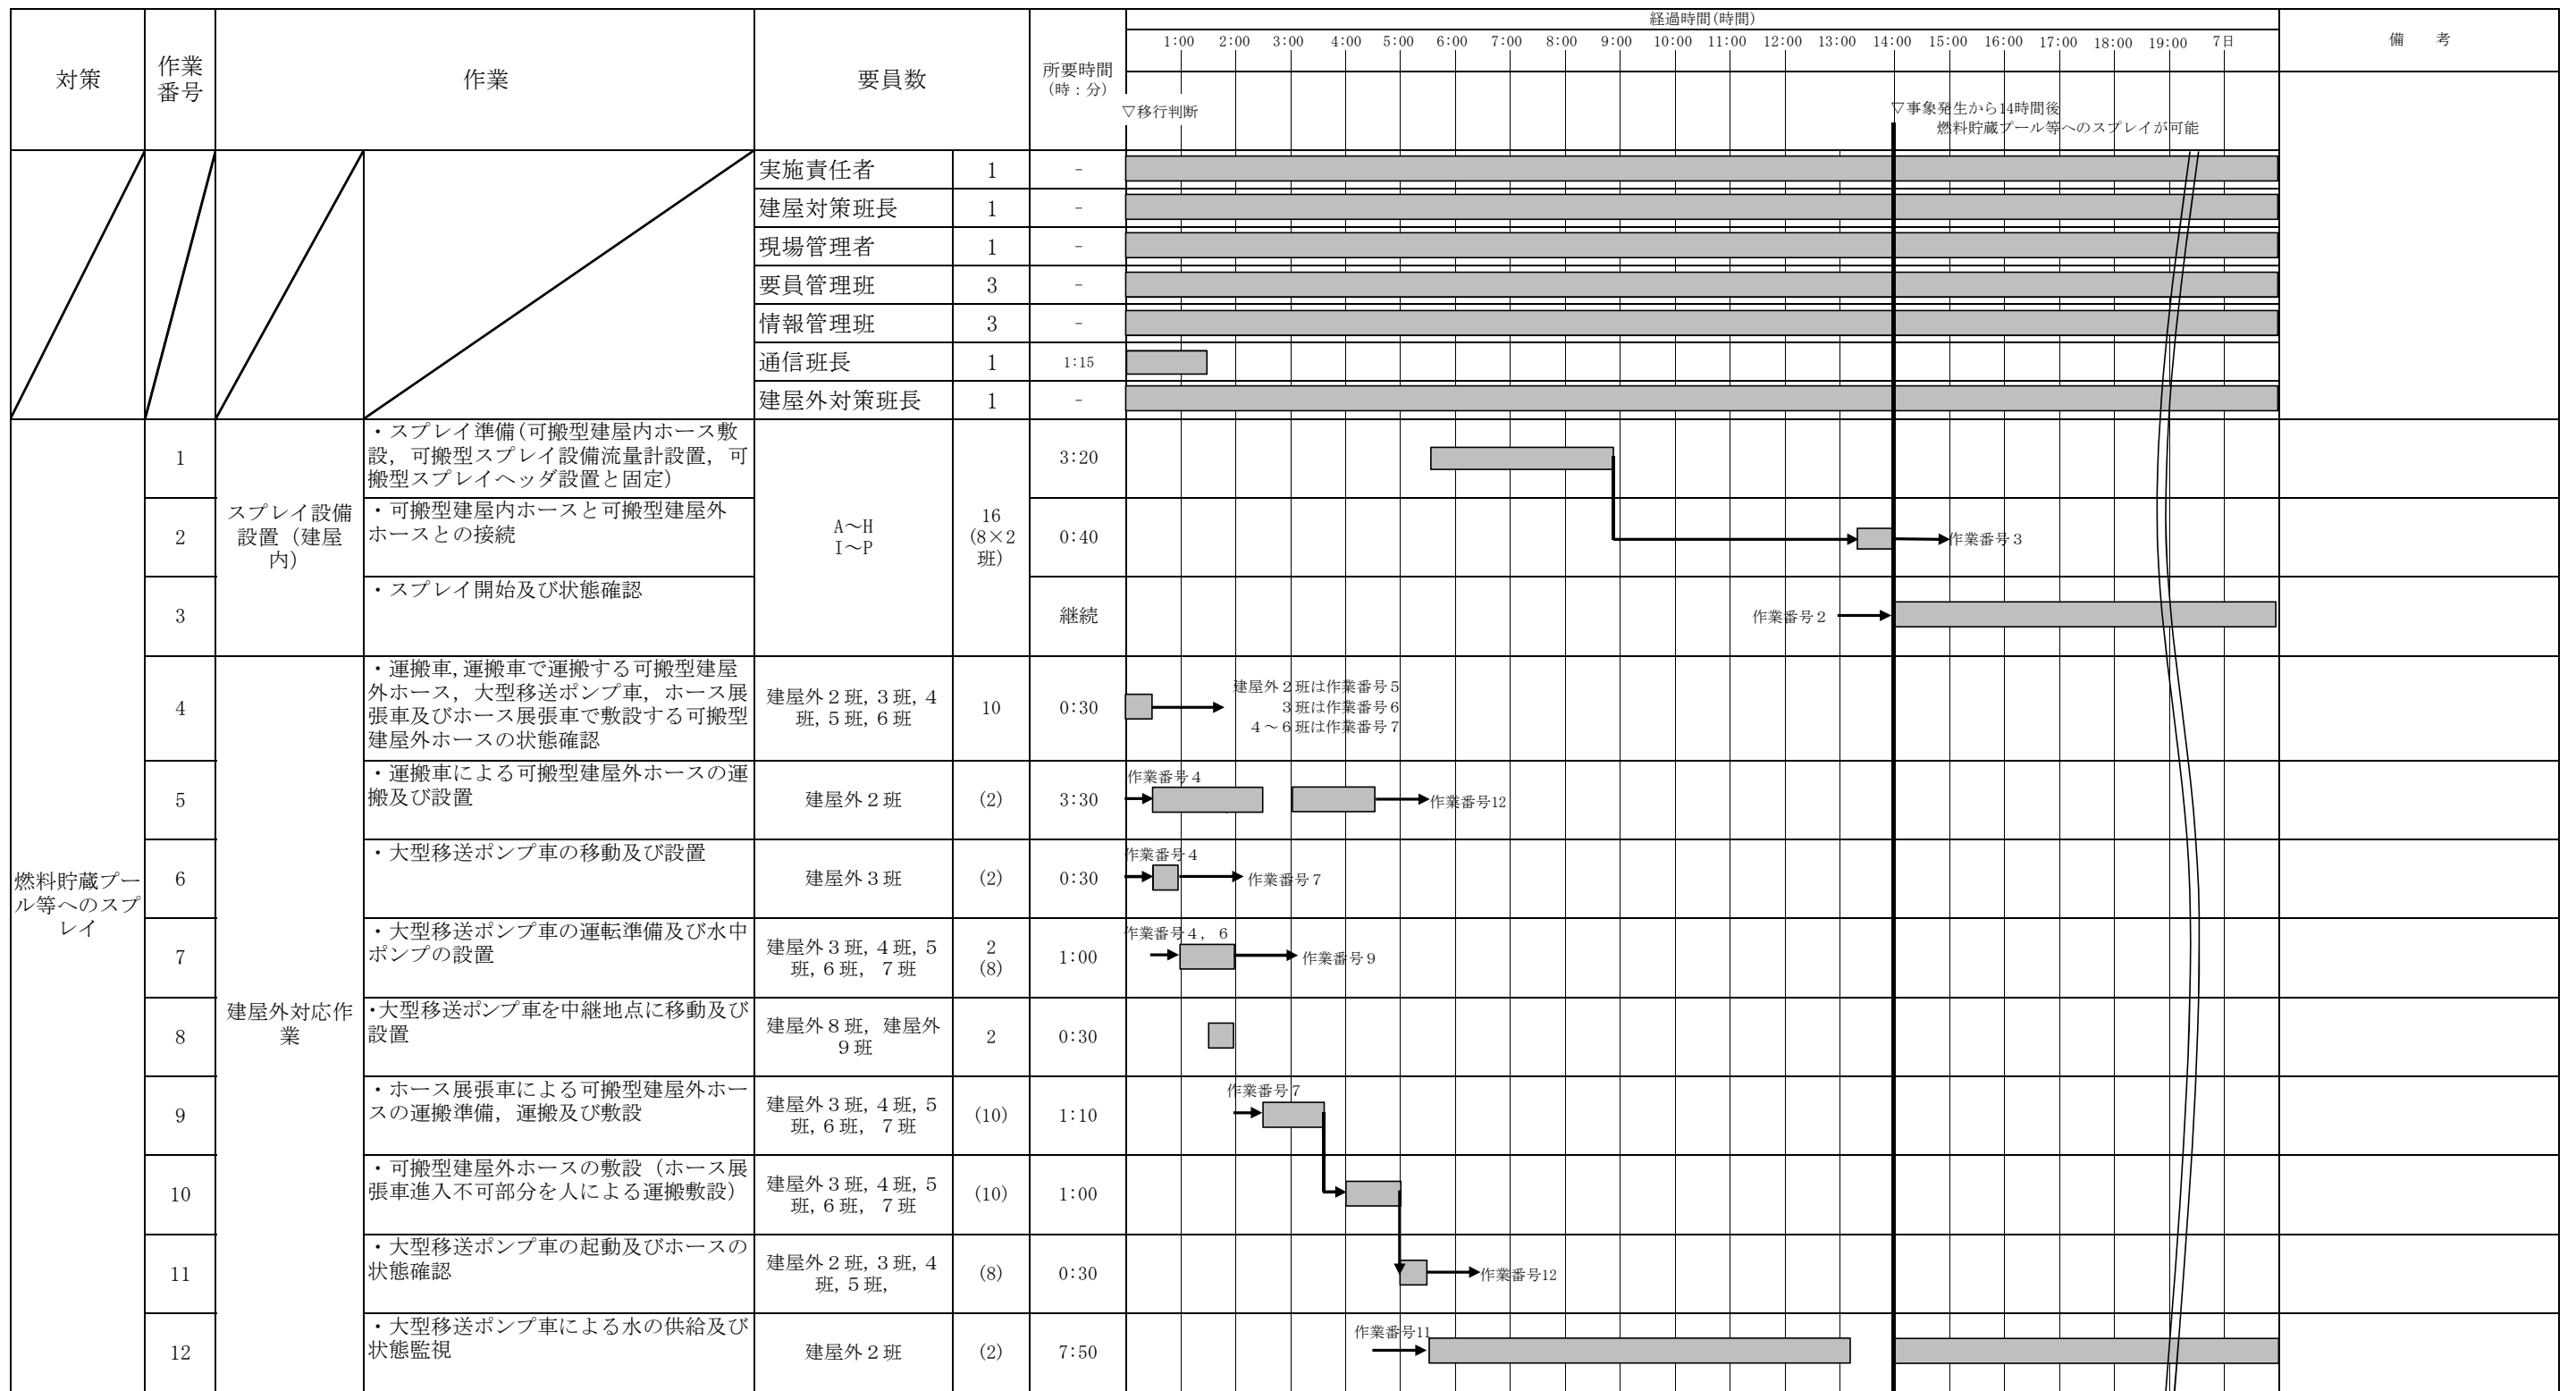 対策
作業
番号
作業
要員数
所要時間
(時：分)
経過時間(時間)
1:00 2:00 3:00 4:00 5:00 6:00 7:00 8:00 9:00 10:00 11:00 12:00 13:00 14:00 15:00 16:00 17:00 18:00 19:00 7日
備　考
▽移行判断
▽事象発生から14時間後
燃料貯蔵プール等へのスプレイが可能
実施責任者 1 －
建屋対策班長 1 －
現場管理者 1 －
要員管理班 3 －
情報管理班 3 －
通信班長 1 1:15
建屋外対策班長 1 －
燃料貯蔵プー
ル等へのスプ
レイ
スプレイ設備
設置（建屋
内）
A～H
I～P
16
(8×2
班)
1
・スプレイ準備(可搬型建屋内ホース敷
設，可搬型スプレイ設備流量計設置，可
搬型スプレイヘッダ設置と固定)
3:20
2
・可搬型建屋内ホースと可搬型建屋外
ホースとの接続
0:40
作業番号３
3
・スプレイ開始及び状態確認
継続
作業番号２
建屋外対応作
業
4
・運搬車,運搬車で運搬する可搬型建屋
外ホース，大型移送ポンプ車，ホース展
張車及びホース展張車で敷設する可搬型
建屋外ホースの状態確認
建屋外２班,３班,４
班,５班,６班
10
0:30
建屋外２班は作業番号５
３班は作業番号６
４～６班は作業番号７
5
・運搬車による可搬型建屋外ホースの運
搬及び設置
建屋外２班
(2)
3:30
作業番号４
作業番号12
6
・大型移送ポンプ車の移動及び設置
建屋外３班
(2)
0:30
作業番号４
作業番号７
7
・大型移送ポンプ車の運転準備及び水中
ポンプの設置
建屋外３班,４班,５
班,６班，７班
2
(8)
1:00
作業番号４，６
作業番号９
8
・大型移送ポンプ車を中継地点に移動及び
設置
建屋外８班，建屋外
９班
2
0:30
9
・ホース展張車による可搬型建屋外ホー
スの運搬準備，運搬及び敷設
建屋外３班,４班,５
班,６班，７班
(10)
1:10
作業番号７
10
・可搬型建屋外ホースの敷設（ホース展
張車進入不可部分を人による運搬敷設）
建屋外３班,４班,５
班,６班，７班
(10)
1:00
11
・大型移送ポンプ車の起動及びホースの
状態確認
建屋外２班,３班,４
班,５班,
(8)
0:30
作業番号12
12
・大型移送ポンプ車による水の供給及び
状態監視
建屋外２班
(2)
7:50
作業番号11